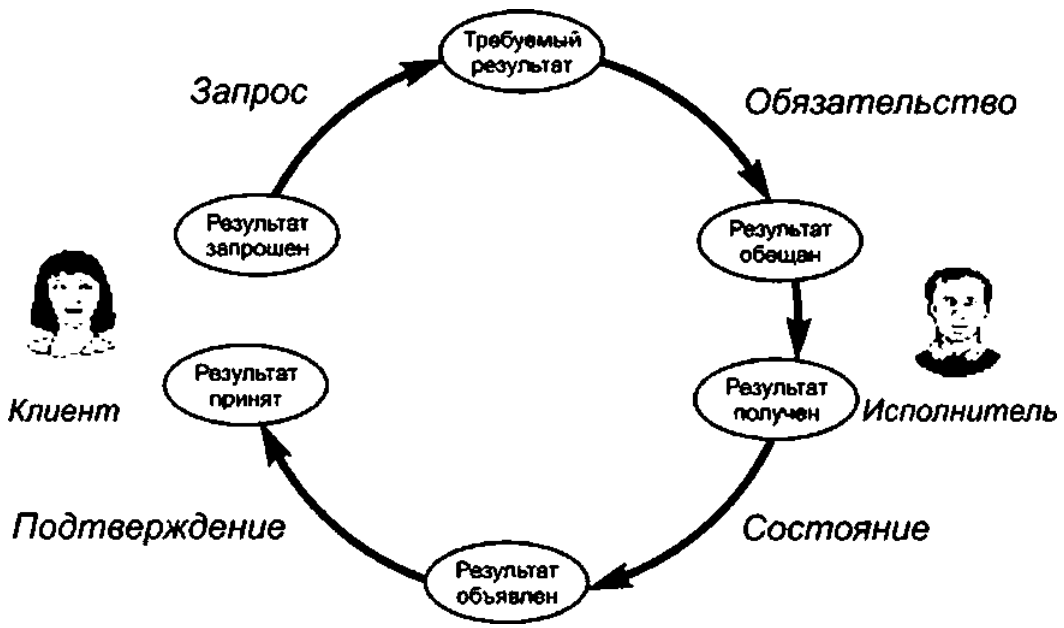 Требуемый
результат
Запрос
Обязательство
Результат
запрошен
Результат
обещан
Результат
принят
Результат
получен
Клиент
Исполнитель
Подтверждение
Состояние
Результат
объявлен